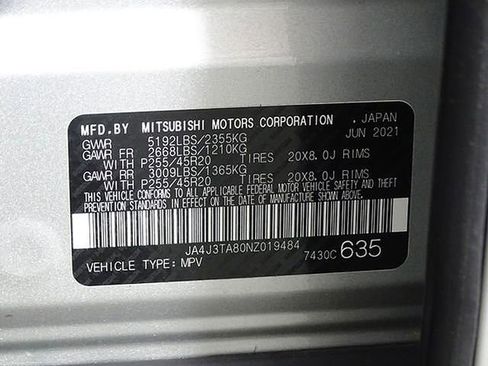 MFD.BY MITSUBISHI MOTORS CORPORATION . JAPAN
GVWR 5192LBS/2355KG JUN 2021
GAWR FR 2668LBS/1210KG
WITH P255/45R20 TIRES 20X8.0J RIMS
GAWR RR 3009LBS/1365KG
WITH P255/45R20 TIRES 20X8.0J RIMS
THIS VEHICLE CONFORMS TO ALL APPLICABLE FEDERAL MOTOR VEHICLE SAFETY AND
THEFT PREVENTION STANDARDS IN EFFECT ON THE DATE OF MANUFACTURE SHOWN ABOVE.
JA4J3TA80NZ019484
VEHICLE TYPE: MPV 7430C 635